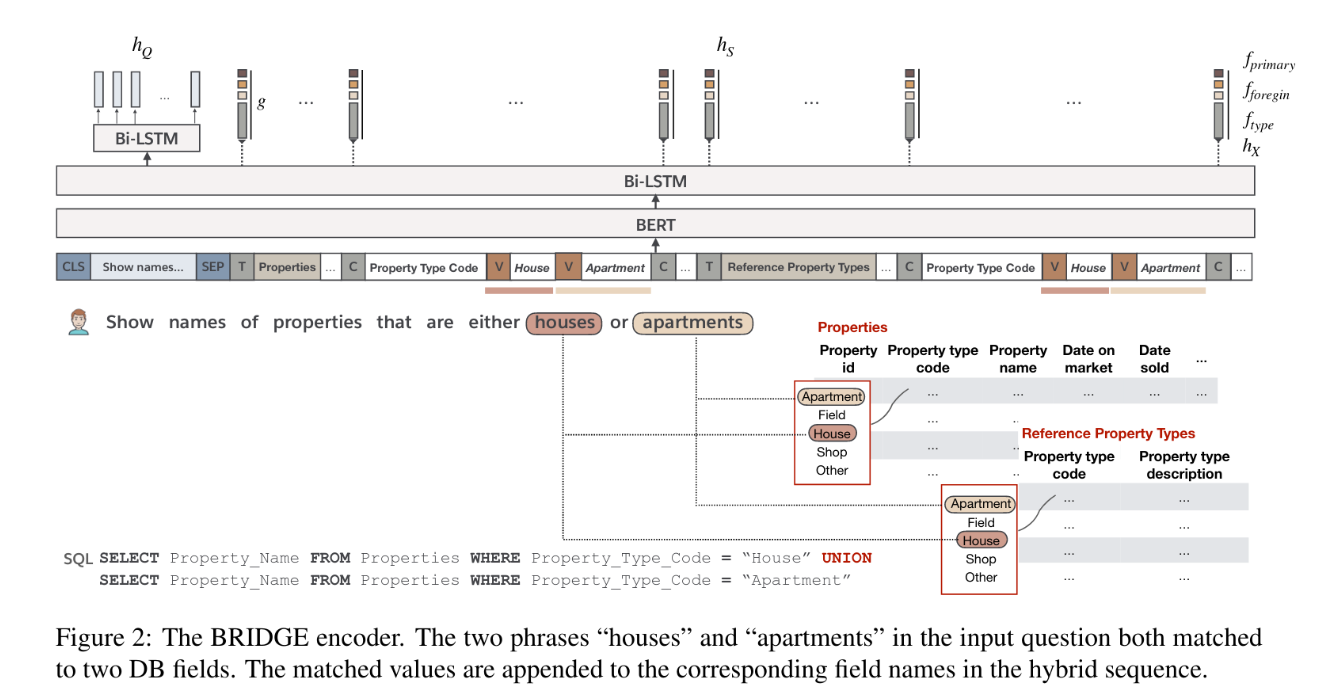 h_Q
h_S
f_primary
f_foregin
f_type
h_X
g
... ... ... ... ...
Bi-LSTM
Bi-LSTM
BERT
CLS Show names... SEP T Properties ... C Property Type Code V House V Apartment C ... T Reference Property Types ... C Property Type Code V House V Apartment C ...
Show names of properties that are either houses or apartments
Properties
Property id Property type code Property name Date on market Date sold ...
... ... ... ... ...
Apartment
Field
House
Shop
Other
...
...
...
Reference Property Types
Property type code Property type description
Apartment
Field
House
Shop
Other
... ...
... ...
... ...
... ...
SQL SELECT Property_Name FROM Properties WHERE Property_Type_Code = “House” UNION
SELECT Property_Name FROM Properties WHERE Property_Type_Code = “Apartment”
Figure 2: The BRIDGE encoder. The two phrases “houses” and “apartments” in the input question both matched
to two DB fields. The matched values are appended to the corresponding field names in the hybrid sequence.